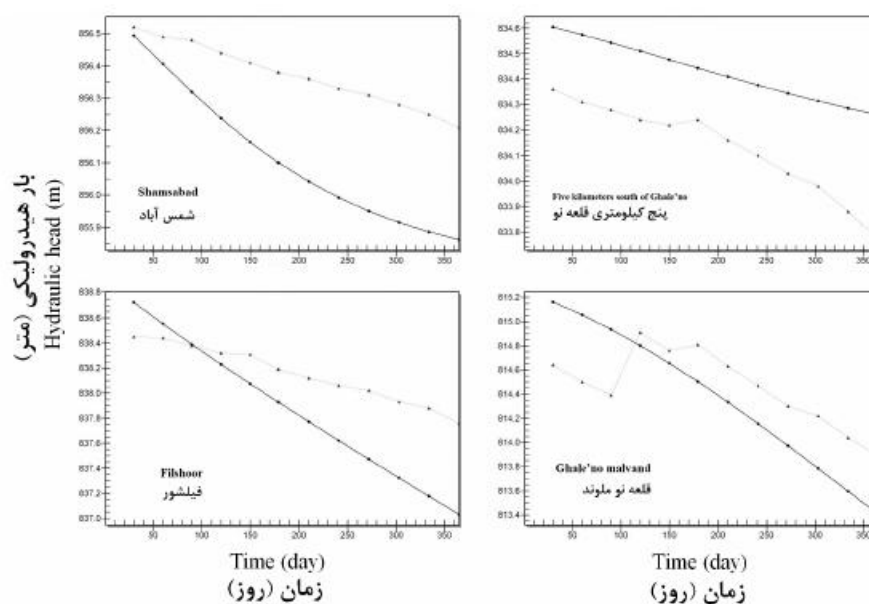 856.5
856.4
856.3
856.2
856.1
856.0
855.9
Shamsabad
شمس آباد
50 100 150 200 250 300 350
834.6
834.4
834.3
834.1
834.0
833.9
833.8
Five kilometers south of Ghale'no
پنج کیلومتری قلعه نو
50 100 150 200 250 300 350
بار هیدرولیکی (متر)
Hydraulic head (m)
838.8
838.6
838.4
838.2
838.0
837.8
837.6
837.4
837.2
837.0
Filshoor
فیلشور
50 100 150 200 250 300 350
Time (day)
زمان (روز)
815.2
815.0
814.8
814.6
814.4
814.2
814.0
813.8
813.6
813.4
Ghale'no malvand
قلعه نو ملوند
50 100 150 200 250 300 350
Time (day)
زمان (روز)